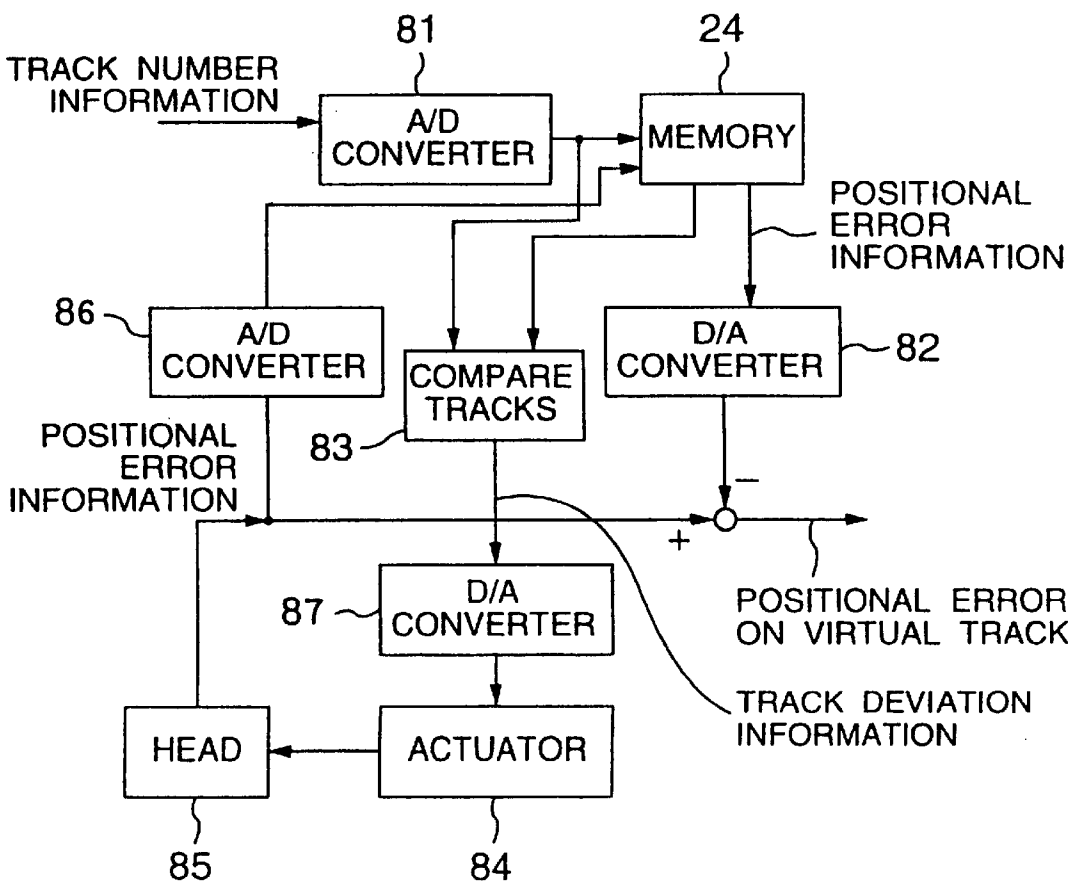 81
24
TRACK NUMBER
INFORMATION
A/D
CONVERTER
MEMORY
POSITIONAL
ERROR
INFORMATION
86
A/D
CONVERTER
D/A
CONVERTER
82
COMPARE
TRACKS
83
POSITIONAL
ERROR
INFORMATION
−
+
87
D/A
CONVERTER
POSITIONAL ERROR
ON VIRTUAL TRACK
TRACK DEVIATION
INFORMATION
HEAD
ACTUATOR
85
84